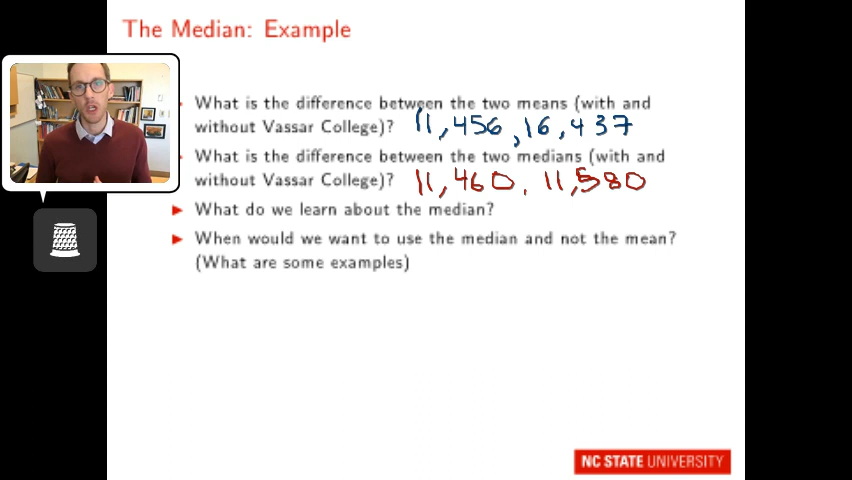 The Median: Example
What is the difference between the two means (with and
without Vassar College)? 11,456, 16,437
What is the difference between the two medians (with and
without Vassar College)? 11,460, 11,580
What do we learn about the median?
When would we want to use the median and not the mean?
(What are some examples)
NC STATE UNIVERSITY